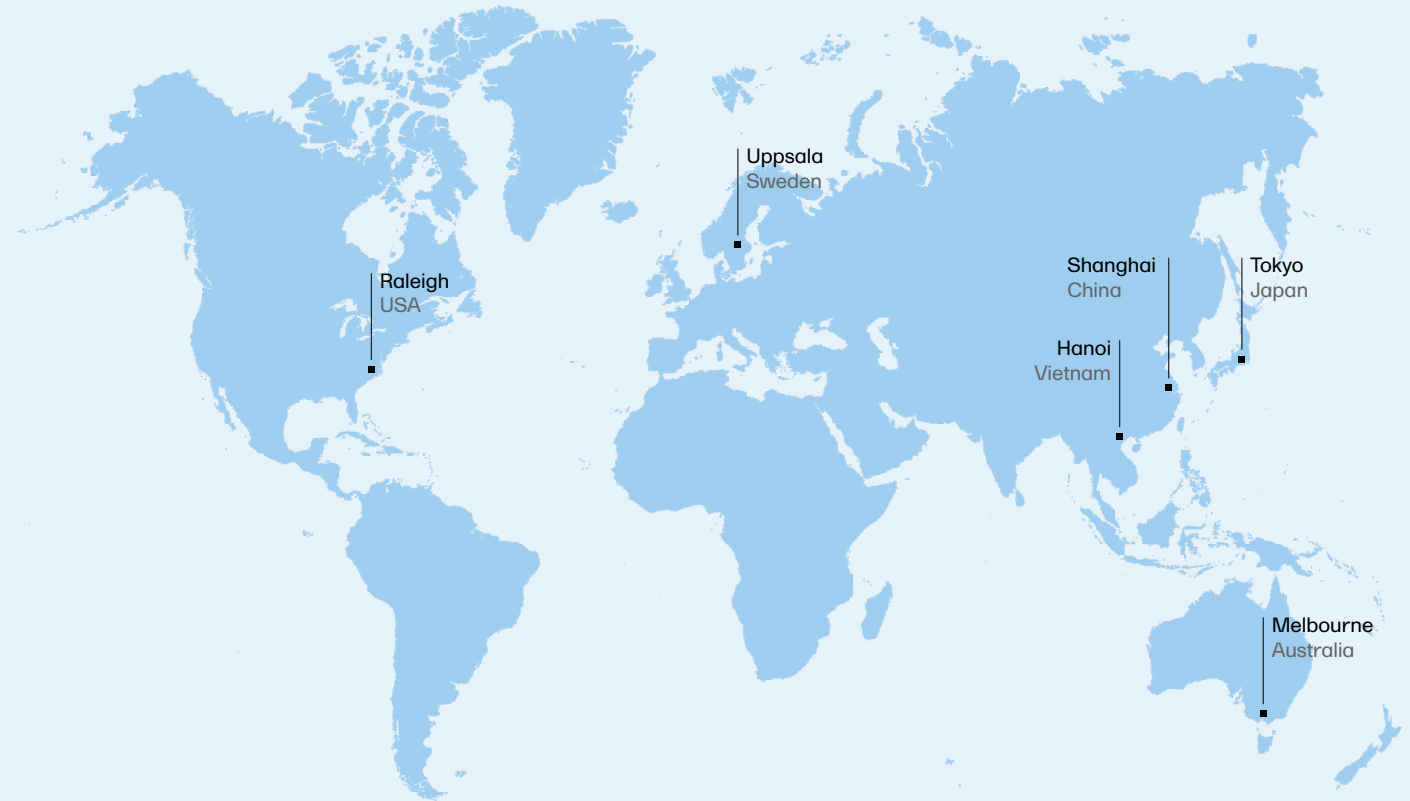 Uppsala
Sweden
Raleigh
USA
Shanghai
China
Tokyo
Japan
Hanoi
Vietnam
Melbourne
Australia